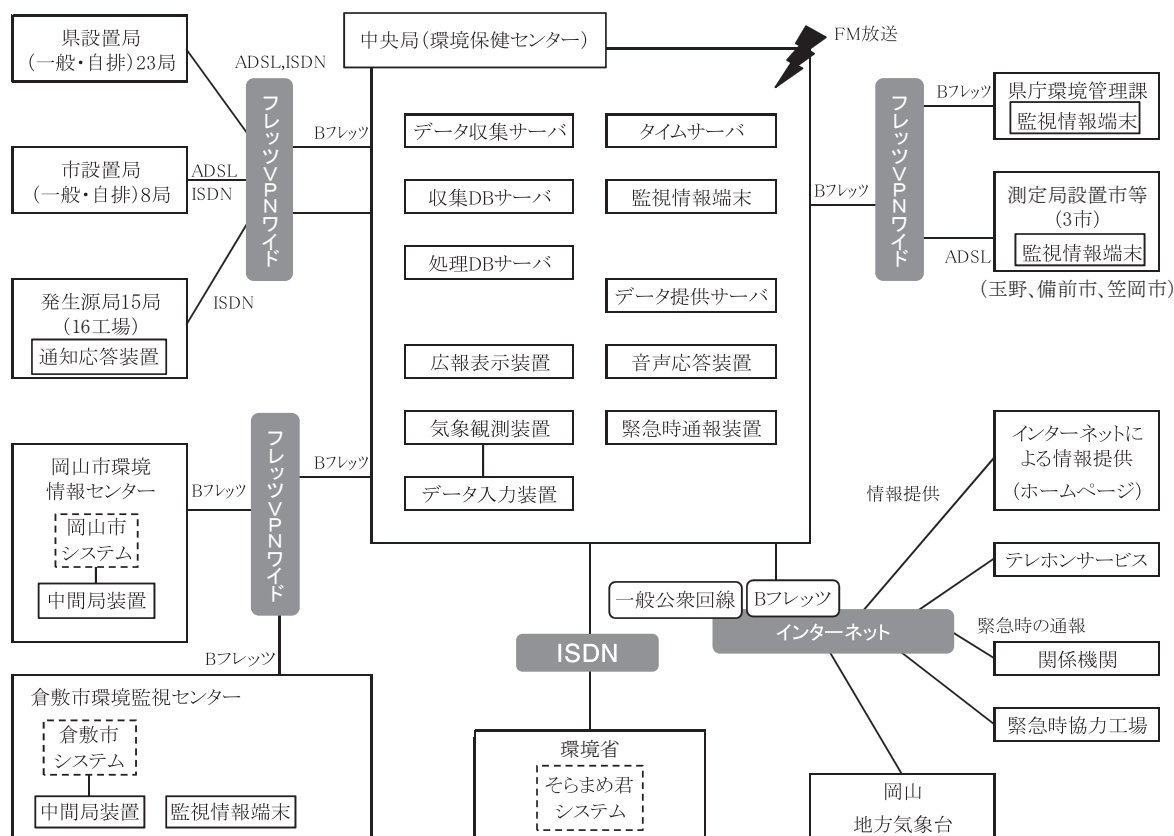 県設置局
(一般・自排)23局
市設置局
(一般・自排)8局
発生源局15局
(16工場)
通知応答装置
ADSL,ISDN
ADSL
ISDN
ISDN
フレッツVPNワイド
Bフレッツ
中央局(環境保健センター)
FM放送
データ収集サーバ
タイムサーバ
収集DBサーバ
監視情報端末
処理DBサーバ
データ提供サーバ
広報表示装置
音声応答装置
気象観測装置
緊急時通報装置
データ入力装置
Bフレッツ
フレッツVPNワイド
Bフレッツ
県庁環境管理課
監視情報端末
ADSL
測定局設置市等
(3市)
監視情報端末
(玉野、備前市、笠岡市)
岡山市環境
情報センター
岡山市
システム
中間局装置
Bフレッツ
フレッツVPNワイド
Bフレッツ
Bフレッツ
倉敷市環境監視センター
倉敷市
システム
中間局装置
監視情報端末
ISDN
環境省
そらまめ君
システム
一般公衆回線
Bフレッツ
インターネット
情報提供
インターネットに
よる情報提供
(ホームページ)
テレホンサービス
緊急時の通報
関係機関
緊急時協力工場
岡山
地方気象台